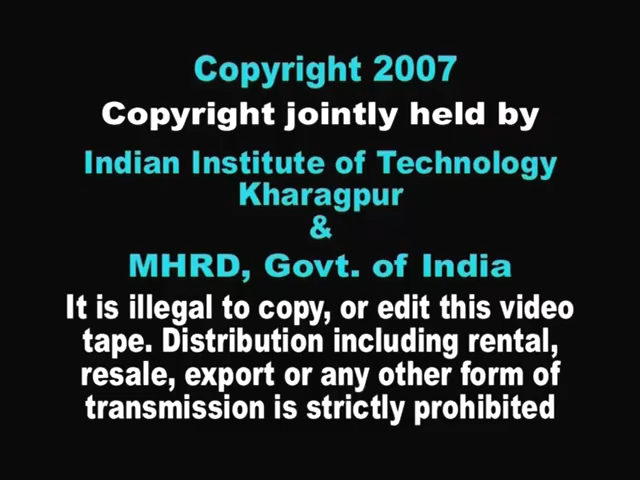 Copyright 2007
Copyright jointly held by
Indian Institute of Technology
Kharagpur
&
MHRD, Govt. of India
It is illegal to copy, or edit this video
tape. Distribution including rental,
resale, export or any other form of
transmission is strictly prohibited